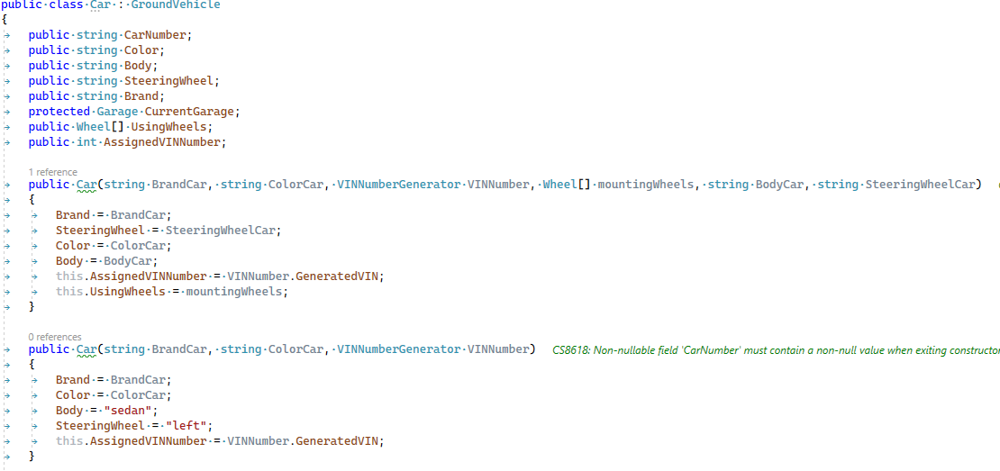 public class Car : GroundVehicle
{
public string CarNumber;
public string Color;
public string Body;
public string SteeringWheel;
public string Brand;
protected Garage CurrentGarage;
public Wheel[] UsingWheels;
public int AssignedVINNumber;
1 reference
public Car(string BrandCar, string ColorCar, VINNumberGenerator VINNumber, Wheel[] mountingWheels, string BodyCar, string SteeringWheelCar)
{
Brand = BrandCar;
SteeringWheel = SteeringWheelCar;
Color = ColorCar;
Body = BodyCar;
this.AssignedVINNumber = VINNumber.GeneratedVIN;
this.UsingWheels = mountingWheels;
}
0 references
public Car(string BrandCar, string ColorCar, VINNumberGenerator VINNumber) CS8618: Non-nullable field 'CarNumber' must contain a non-null value when exiting constructor
{
Brand = BrandCar;
Color = ColorCar;
Body = "sedan";
SteeringWheel = "left";
this.AssignedVINNumber = VINNumber.GeneratedVIN;
}